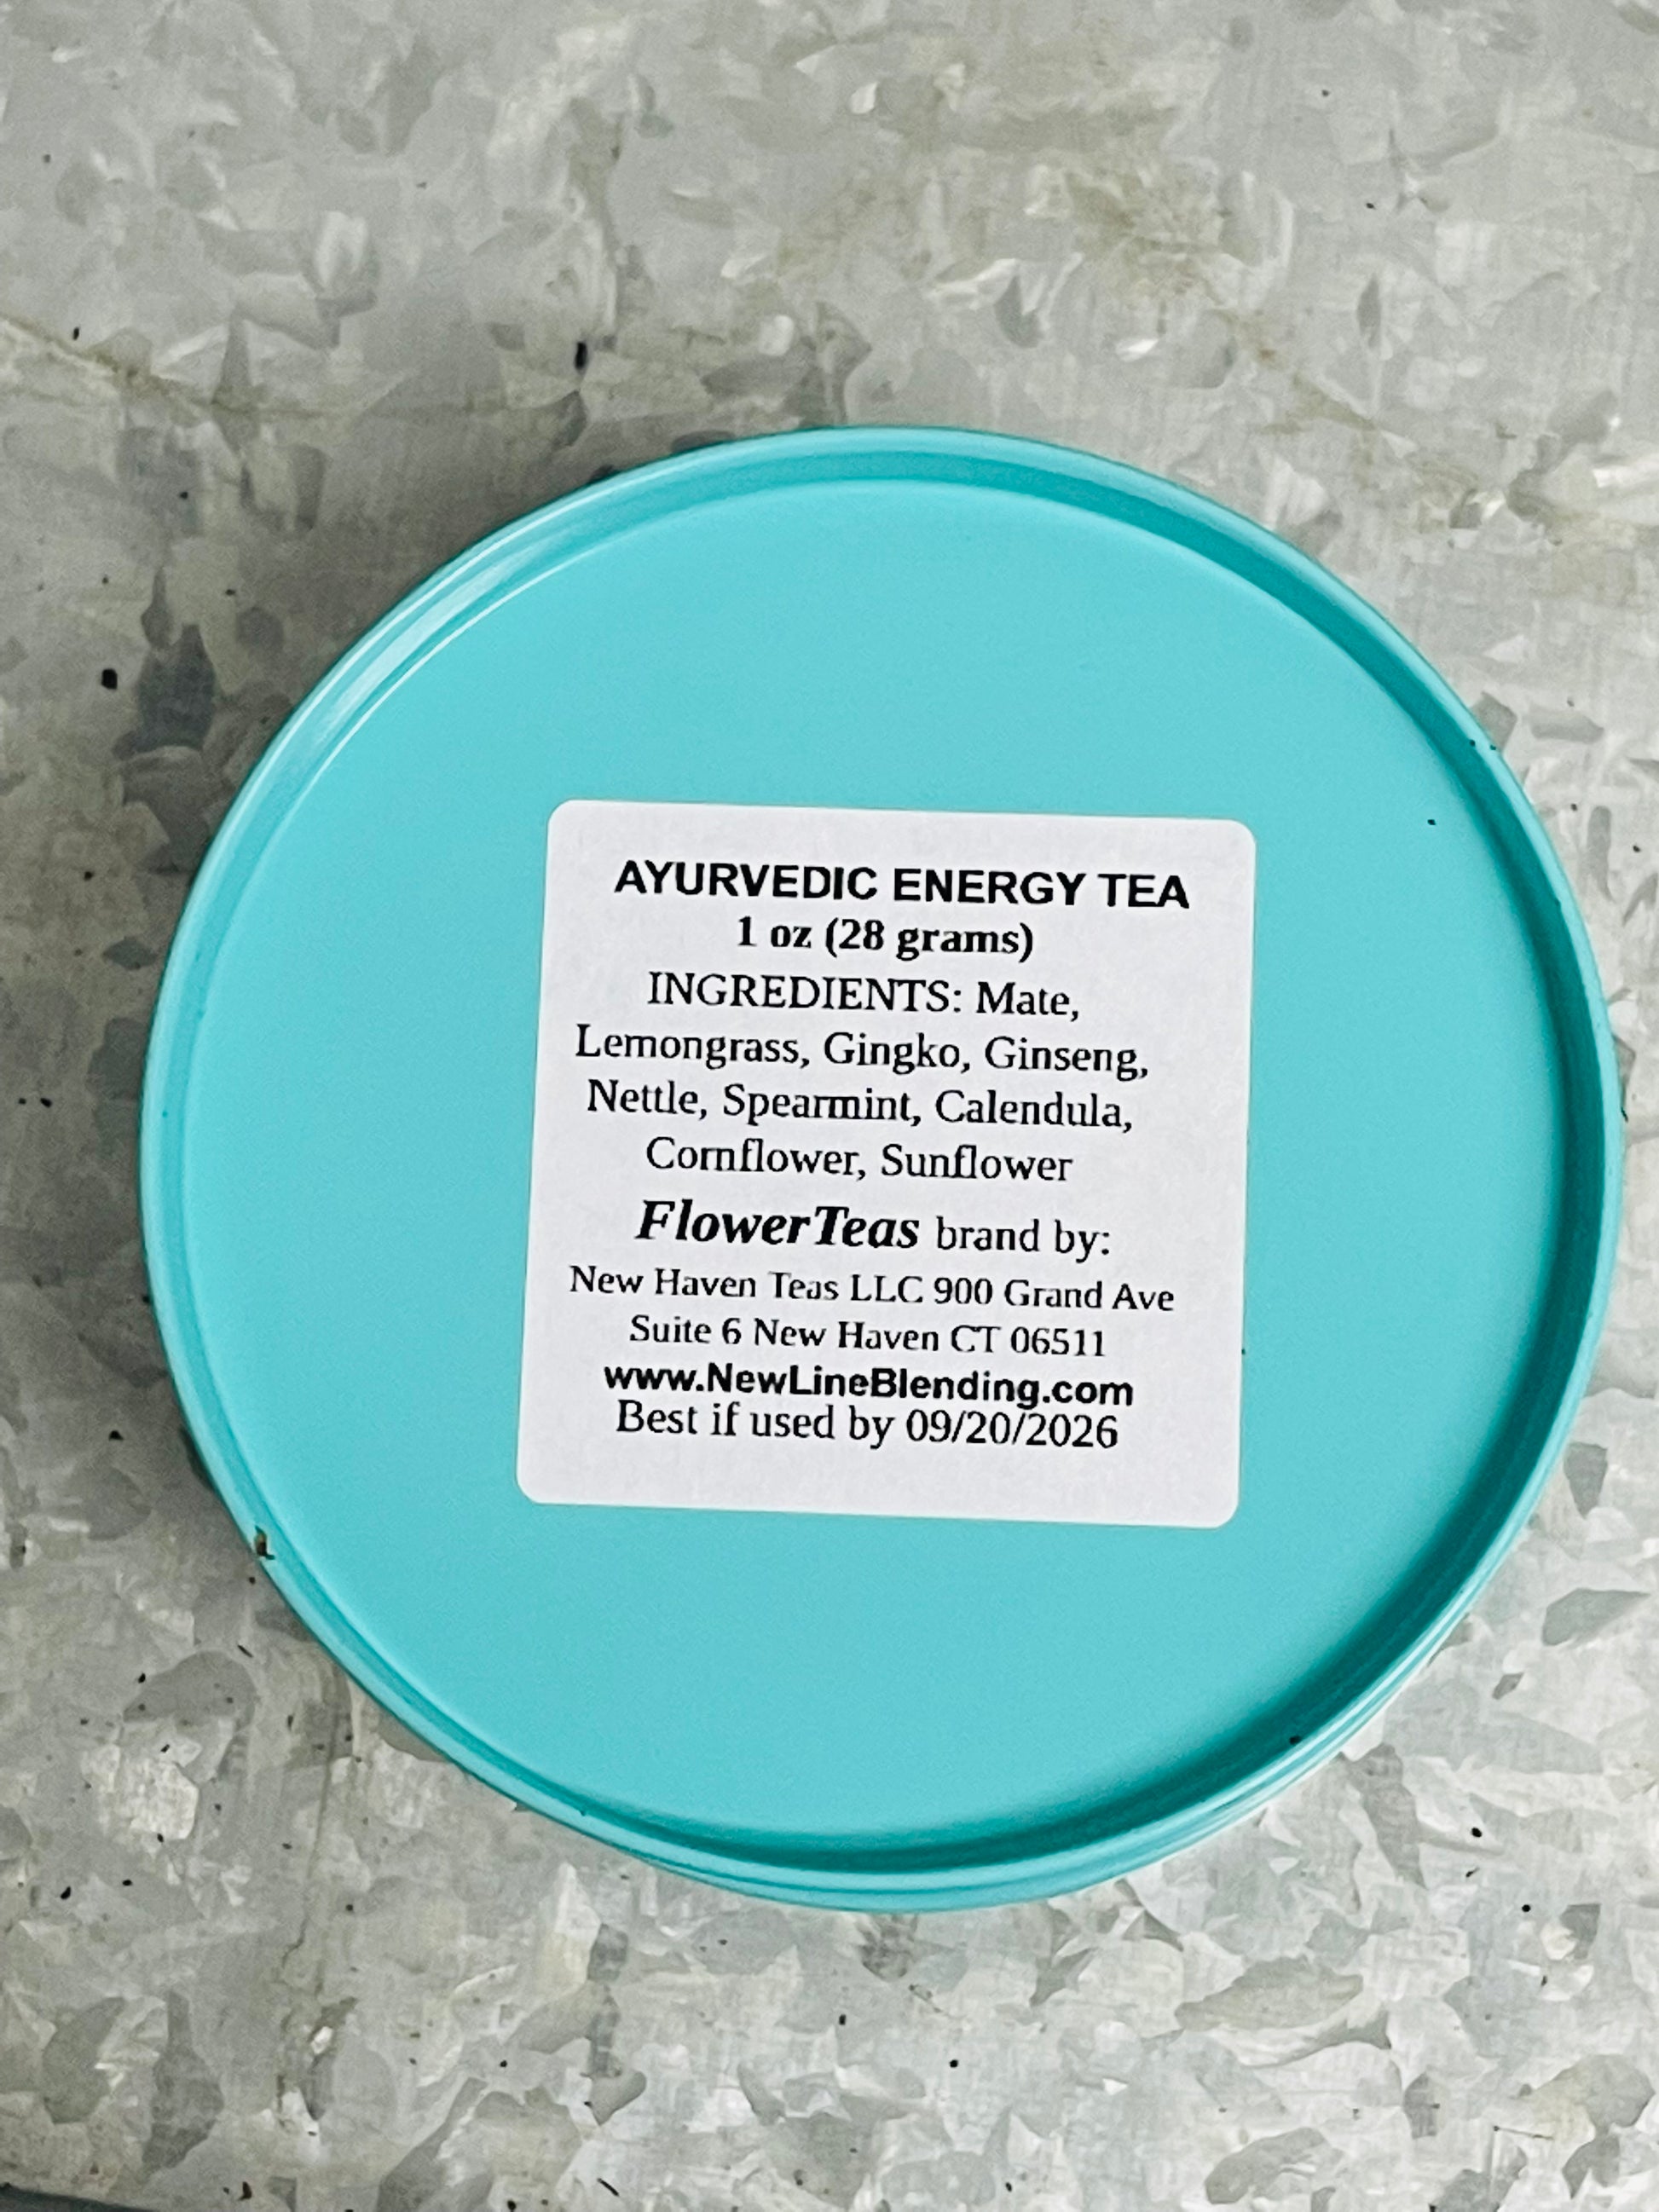 AYURVEDIC ENERGY TEA
1 oz (28 grams)
INGREDIENTS: Mate,
Lemongrass, Gingko, Ginseng,
Nettle, Spearmint, Calendula,
Cornflower, Sunflower
FlowerTeas brand by:
New Haven Teas LLC 900 Grand Ave
Suite 6 New Haven CT 06511
www.NewLineBlending.com
Best if used by 09/20/2026